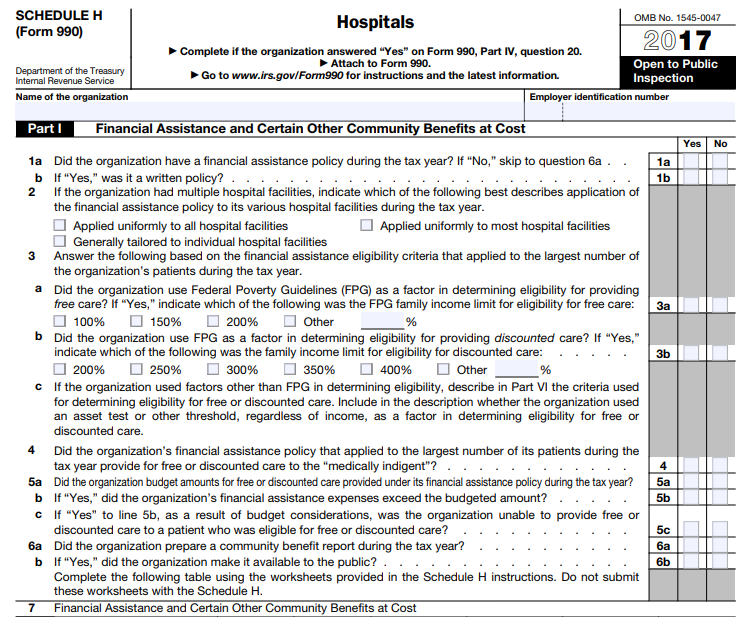 SCHEDULE H
(Form 990)
Department of the Treasury
Internal Revenue Service
Hospitals
▶ Complete if the organization answered “Yes” on Form 990, Part IV, question 20.
▶ Attach to Form 990.
▶ Go to www.irs.gov/Form990 for instructions and the latest information.
OMB No. 1545-0047
2017
Open to Public
Inspection
Name of the organization
Employer identification number
Part I Financial Assistance and Certain Other Community Benefits at Cost
Yes No
1a Did the organization have a financial assistance policy during the tax year? If “No,” skip to question 6a . . 1a
b If “Yes,” was it a written policy? . . . . . . . . . . . . . . . . . . . . . . . . . . . . 1b
2 If the organization had multiple hospital facilities, indicate which of the following best describes application of
the financial assistance policy to its various hospital facilities during the tax year.
Applied uniformly to all hospital facilities Applied uniformly to most hospital facilities
Generally tailored to individual hospital facilities
3 Answer the following based on the financial assistance eligibility criteria that applied to the largest number of
the organization’s patients during the tax year.
a Did the organization use Federal Poverty Guidelines (FPG) as a factor in determining eligibility for providing
free care? If “Yes,” indicate which of the following was the FPG family income limit for eligibility for free care: 3a
100% 150% 200% Other %
b Did the organization use FPG as a factor in determining eligibility for providing discounted care? If “Yes,”
indicate which of the following was the family income limit for eligibility for discounted care: . . . . . 3b
200% 250% 300% 350% 400% Other %
c If the organization used factors other than FPG in determining eligibility, describe in Part VI the criteria used
for determining eligibility for free or discounted care. Include in the description whether the organization used
an asset test or other threshold, regardless of income, as a factor in determining eligibility for free or
discounted care.
4 Did the organization’s financial assistance policy that applied to the largest number of its patients during the
tax year provide for free or discounted care to the “medically indigent”? . . . . . . . . . . . 4
5a Did the organization budget amounts for free or discounted care provided under its financial assistance policy during the tax year? 5a
b If “Yes,” did the organization’s financial assistance expenses exceed the budgeted amount? . . . . . 5b
c If “Yes” to line 5b, as a result of budget considerations, was the organization unable to provide free or
discounted care to a patient who was eligible for free or discounted care? . . . . . . . . . . 5c
6a Did the organization prepare a community benefit report during the tax year? . . . . . . . . . 6a
b If “Yes,” did the organization make it available to the public? . . . . . . . . . . . . . . . 6b
Complete the following table using the worksheets provided in the Schedule H instructions. Do not submit
these worksheets with the Schedule H.
7 Financial Assistance and Certain Other Community Benefits at Cost